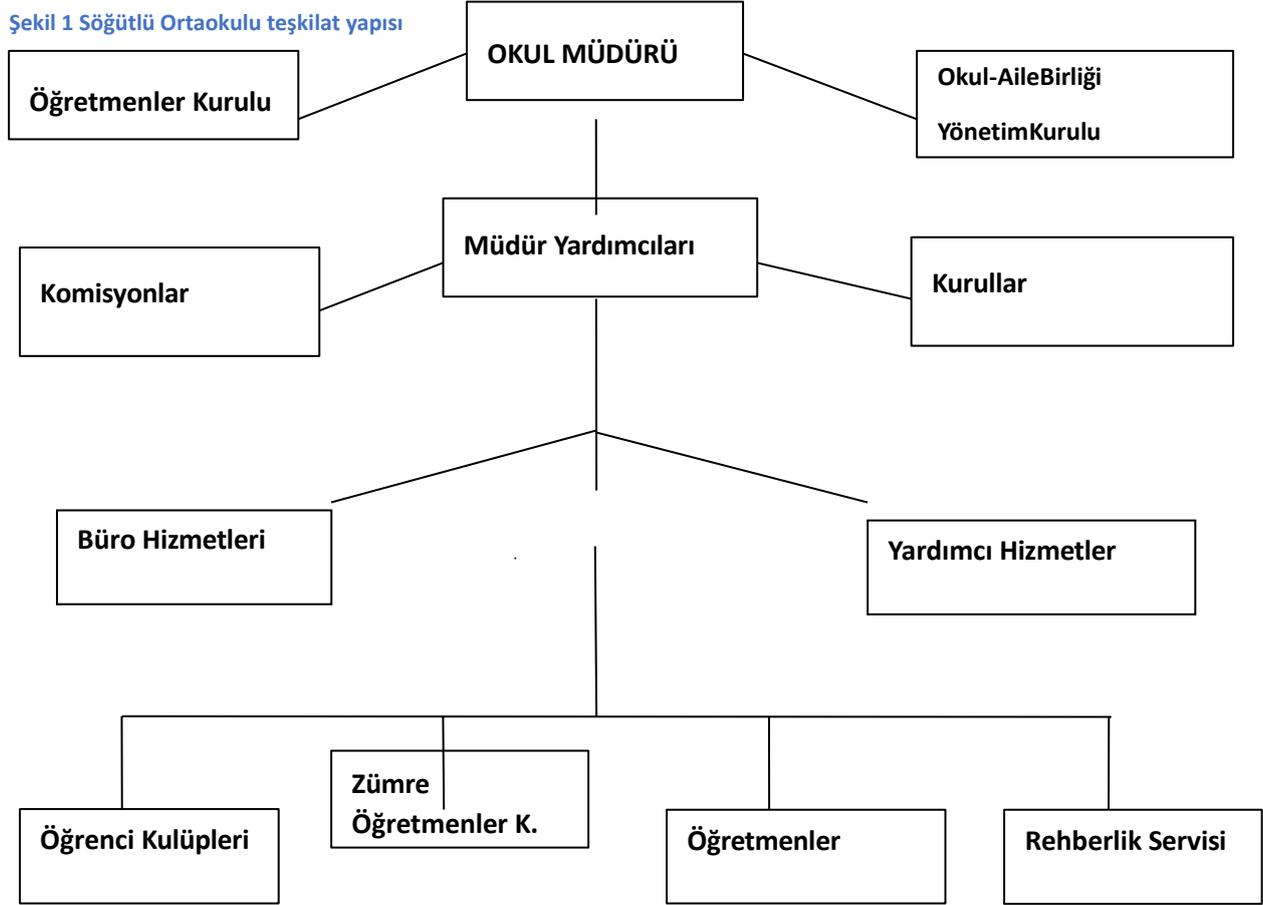 Şekil 1 Söğütlü Ortaokulu teşkilat yapısı
OKUL MÜDÜRÜ
Öğretmenler Kurulu
Okul-AileBirliği
YönetimKurulu
Müdür Yardımcıları
Komisyonlar
Kurullar
Büro Hizmetleri
Yardımcı Hizmetler
Öğrenci Kulüpleri
Zümre
Öğretmenler K.
Öğretmenler
Rehberlik Servisi